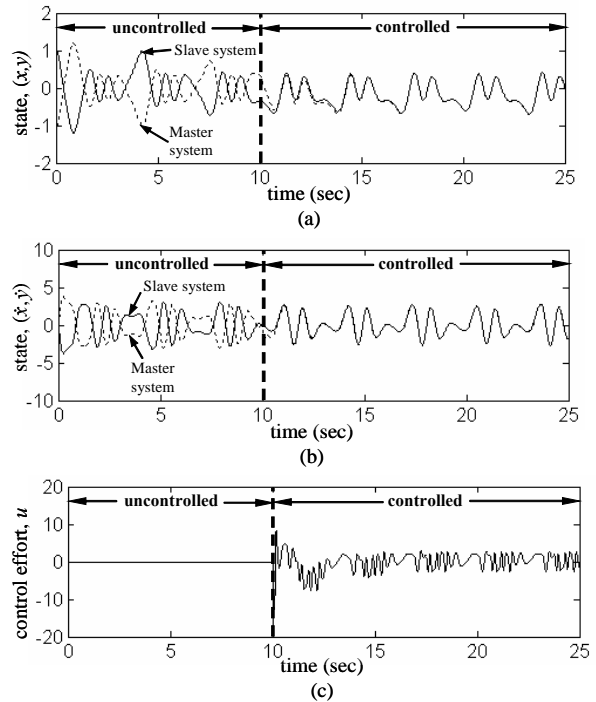 uncontrolled
controlled
2
1
0
-1
-2
state, (x,y)
Slave system
Master
system
0
5
10
15
20
25
time (sec)
(a)
uncontrolled
controlled
10
5
0
-5
-10
state, (ẋ,ẏ)
Slave system
Master
system
0
5
10
15
20
25
time (sec)
(b)
uncontrolled
controlled
20
10
0
-10
-20
control effort, u
0
5
10
15
20
25
time (sec)
(c)